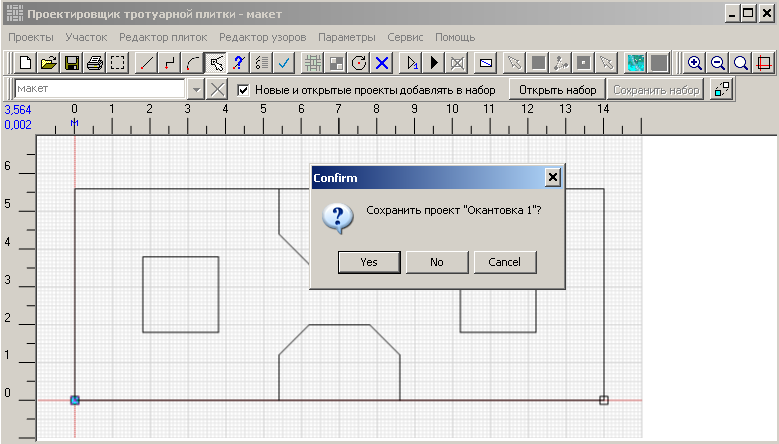 Проектировщик тротуарной плитки - макет
Проекты Участок Редактор плиток Редактор узоров Параметры Сервис Помощь
макет Новые и открытые проекты добавлять в набор Открыть набор Сохранить набор
3,564 0 1 2 3 4 5 6 7 8 9 10 11 12 13 14
0,002 м
6
5
4
3
2
1
0
Confirm
Сохранить проект "Окантовка 1"?
Yes No Cancel